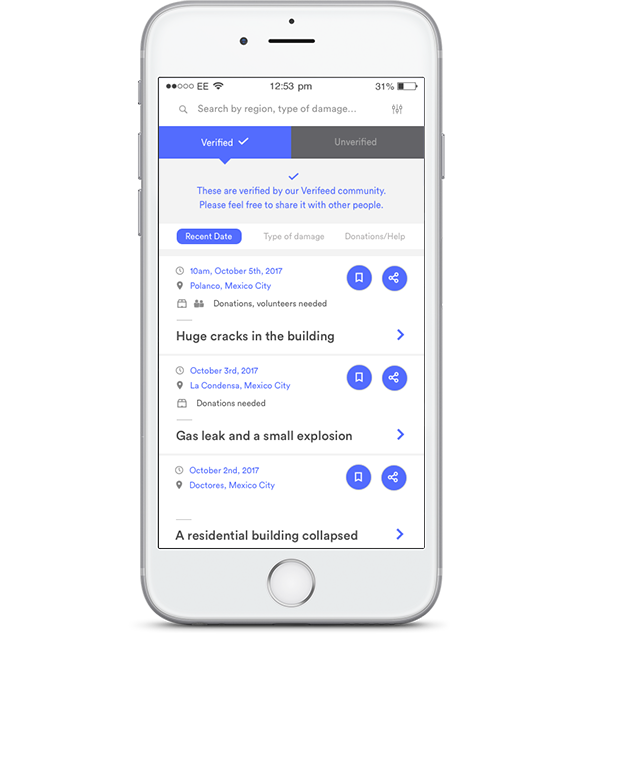 EE 12:53 pm 31%
Search by region, type of damage...
Verified Unverified
These are verified by our Verifeed community.
Please feel free to share it with other people.
Recent Date Type of damage Donations/Help
10am, October 5th, 2017
Polanco, Mexico City
Donations, volunteers needed
Huge cracks in the building
October 3rd, 2017
La Condensa, Mexico City
Donations needed
Gas leak and a small explosion
October 2nd, 2017
Doctores, Mexico City
A residential building collapsed